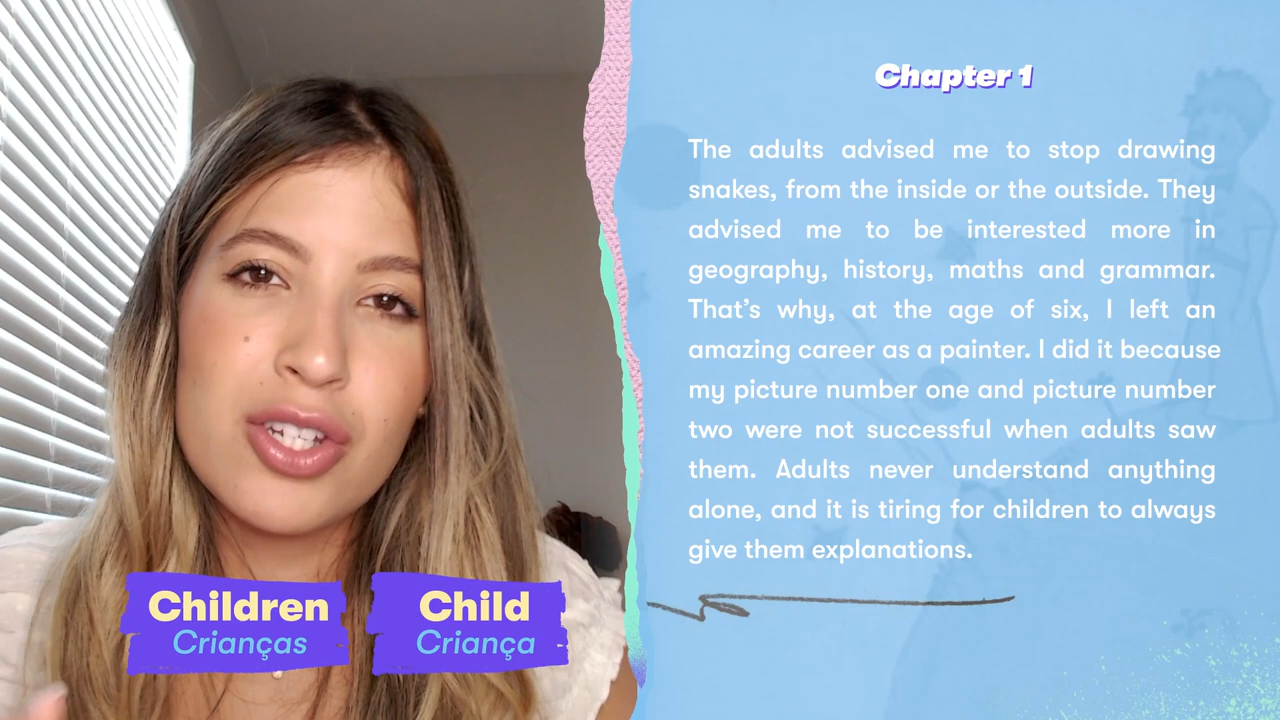 Children
Crianças
Child
Criança
Chapter 1
The adults advised me to stop drawing
snakes, from the inside or the outside. They
advised me to be interested more in
geography, history, maths and grammar.
That’s why, at the age of six, I left an
amazing career as a painter. I did it because
my picture number one and picture number
two were not successful when adults saw
them. Adults never understand anything
alone, and it is tiring for children to always
give them explanations.